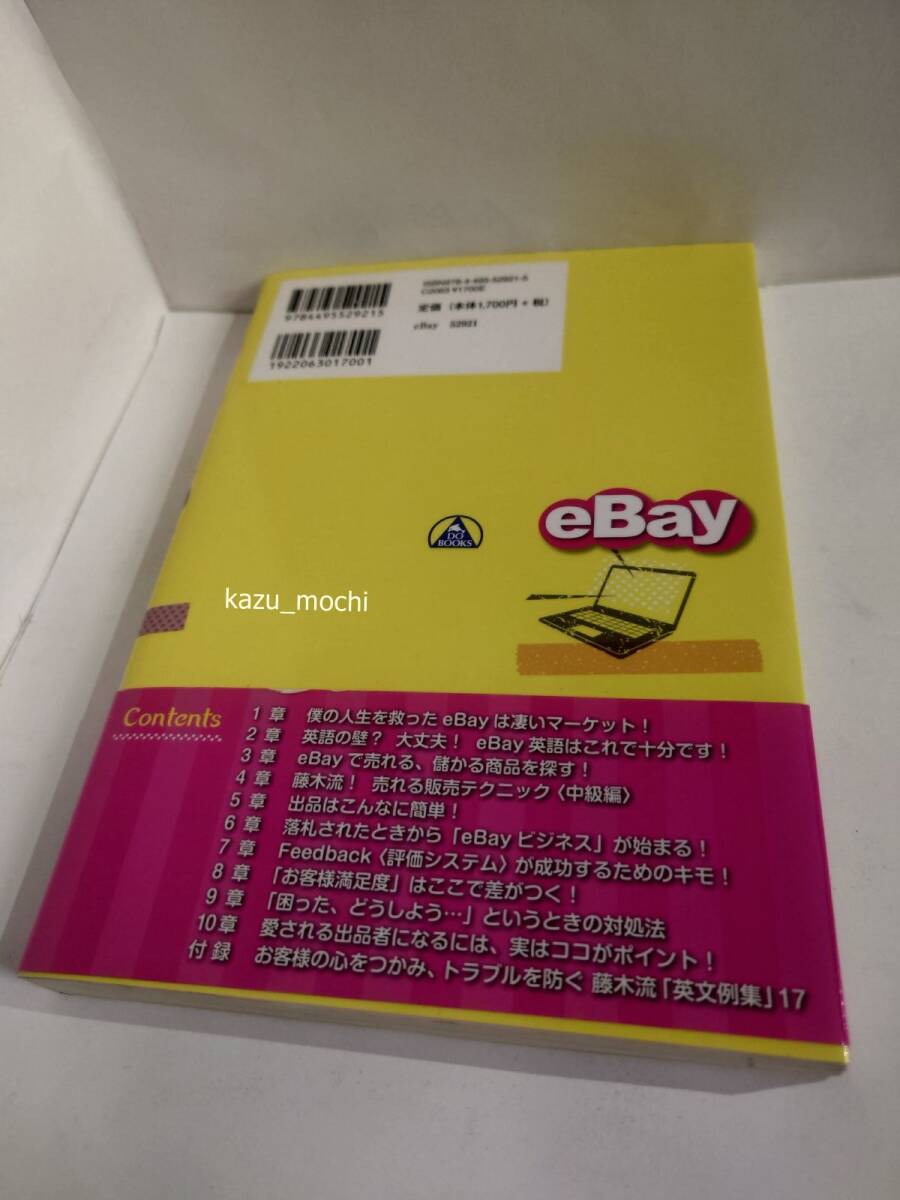 9784495529215
ISBN978-4-495-52921-5
C2063 ¥1700E
定価(本体1,700円+税)
eBay 52921
1922063017001
eBay
DO BOOKS
kazu_mochi
Contents
1章 僕の人生を救ったeBayは凄いマーケット!
2章 英語の壁? 大丈夫! eBay英語はこれで十分です!
3章 eBayで売れる、儲かる商品を探す!
4章 藤木流! 売れる販売テクニック〈中級編〉
5章 出品はこんなに簡単!
6章 落札されたときから「eBayビジネス」が始まる!
7章 Feedback〈評価システム〉が成功するためのキモ!
8章 「お客様満足度」はここで差がつく!
9章 「困った、どうしよう…」というときの対処法
10章 愛される出品者になるには、実はココがポイント!
付録 お客様の心をつかみ、トラブルを防ぐ 藤木流「英文例集」17